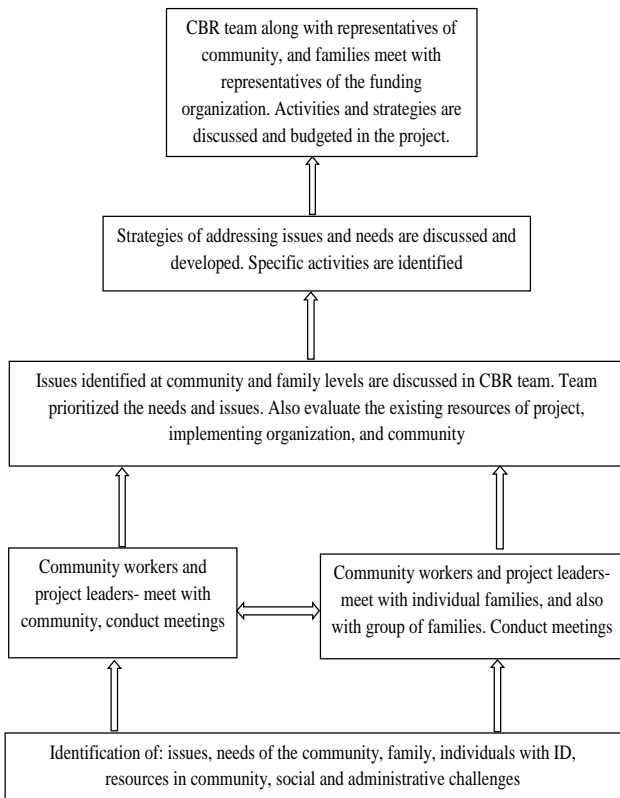 CBR team along with representatives of
community, and families meet with
representatives of the funding
organization. Activities and strategies are
discussed and budgeted in the project.
Strategies of addressing issues and needs are discussed and
developed. Specific activities are identified
Issues identified at community and family levels are discussed in CBR team. Team
prioritized the needs and issues. Also evaluate the existing resources of project,
implementing organization, and community
Community workers and
project leaders- meet with
community, conduct meetings
Community workers and project leaders-
meet with individual families, and also
with group of families. Conduct meetings
Identification of: issues, needs of the community, family, individuals with ID,
resources in community, social and administrative challenges